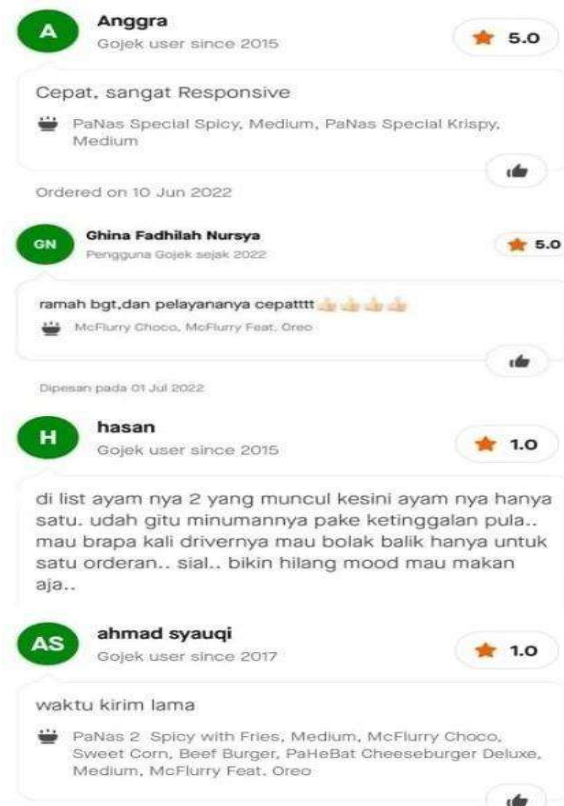 A
Anggra
Gojek user since 2015
5.0
Cepat, sangat Responsive
PaNas Special Spicy, Medium, PaNas Special Krispy,
Medium
Ordered on 10 Jun 2022
GN
Ghina Fadhilah Nursya
Pengguna Gojek sejak 2022
5.0
ramah bgt,dan pelayananya cepatttt👍🏻👍🏻👍🏻👍🏻
McFlurry Choco, McFlurry Feat. Oreo
Dipesan pada 01 Jul 2022
H
hasan
Gojek user since 2015
1.0
di list ayam nya 2 yang muncul kesini ayam nya hanya
satu. udah gitu minumannya pake ketinggalan pula..
mau brapa kali drivernya mau bolak balik hanya untuk
satu orderan.. sial.. bikin hilang mood mau makan
aja..
AS
ahmad syauqi
Gojek user since 2017
1.0
waktu kirim lama
PaNas 2 Spicy with Fries, Medium, McFlurry Choco,
Sweet Corn, Beef Burger, PaHeBat Cheeseburger Deluxe,
Medium, McFlurry Feat. Oreo